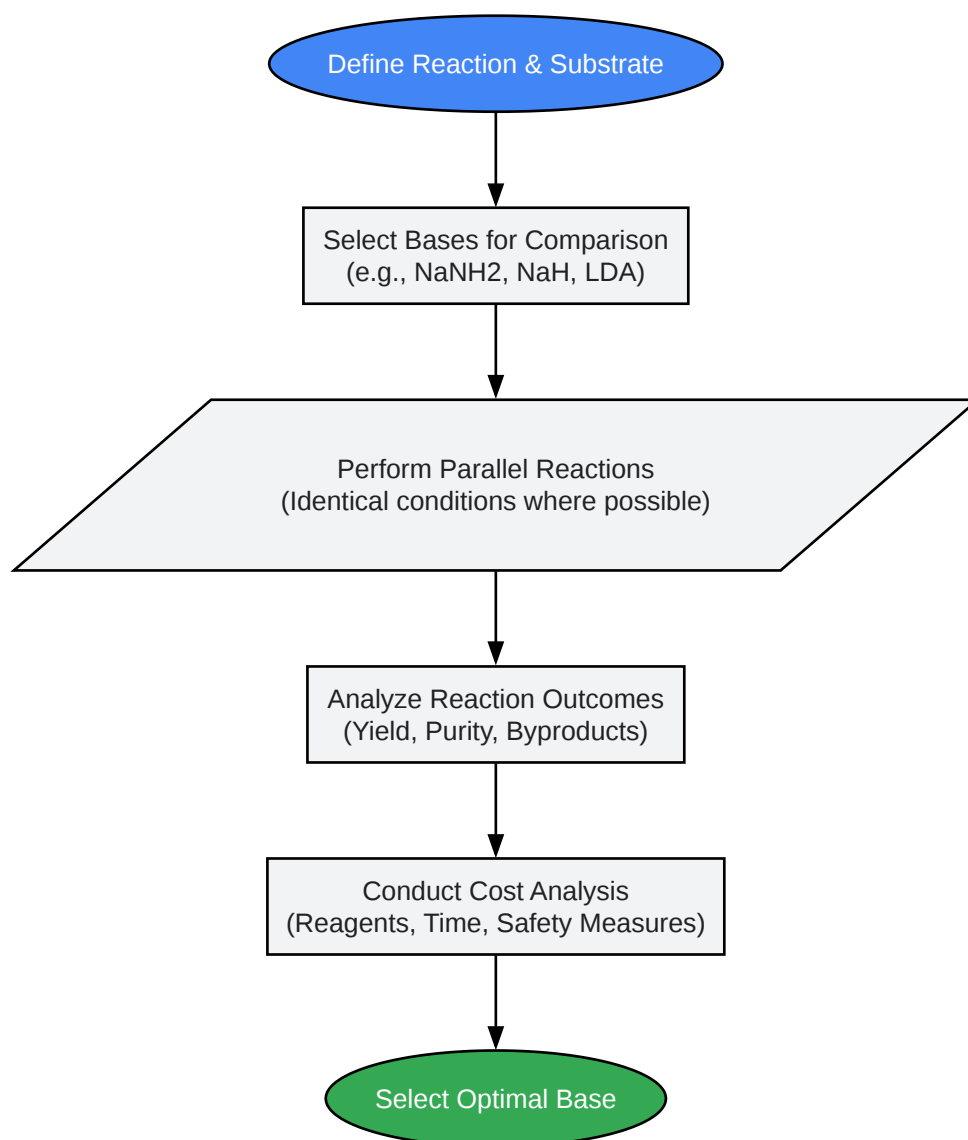 Define Reaction & Substrate
Select Bases for Comparison
(e.g., NaNH2, NaH, LDA)
Perform Parallel Reactions
(Identical conditions where possible)
Analyze Reaction Outcomes
(Yield, Purity, Byproducts)
Conduct Cost Analysis
(Reagents, Time, Safety Measures)
Select Optimal Base